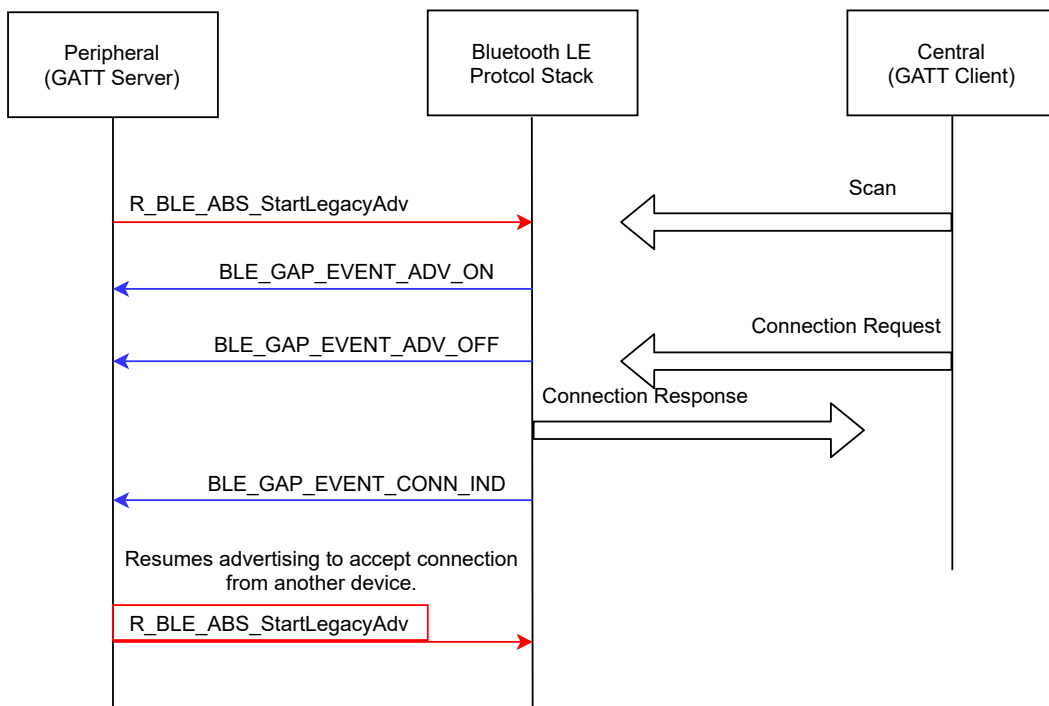 Peripheral
(GATT Server)
Bluetooth LE
Protcol Stack
Central
(GATT Client)
R_BLE_ABS_StartLegacyAdv
Scan
BLE_GAP_EVENT_ADV_ON
BLE_GAP_EVENT_ADV_OFF
Connection Request
Connection Response
BLE_GAP_EVENT_CONN_IND
Resumes advertising to accept connection
from another device.
R_BLE_ABS_StartLegacyAdv